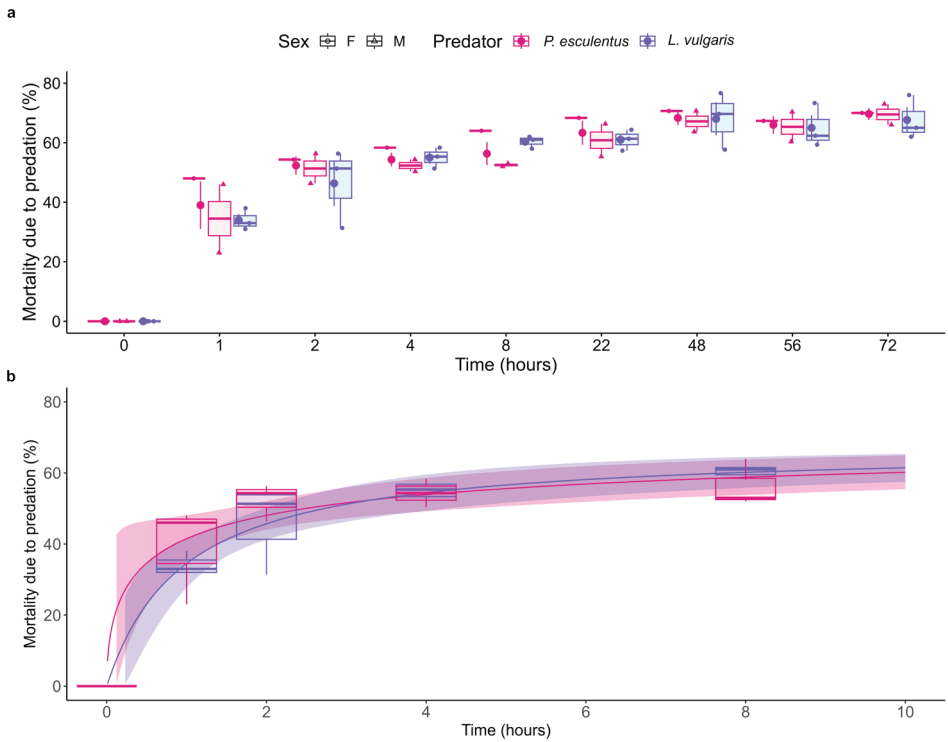 a
Sex F M Predator P. esculentus L. vulgaris
Mortality due to predation (%)
80
60
40
20
0
0 1 2 4 8 22 48 56 72
Time (hours)
b
Mortality due to predation (%)
80
60
40
20
0
0 2 4 6 8 10
Time (hours)